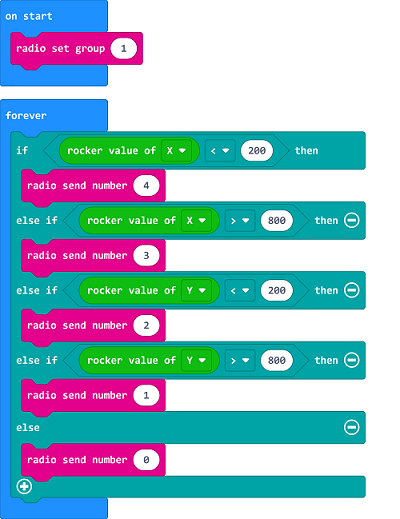 on start
radio set group 1
forever
if rocker value of X < 200 then
radio send number 4
else if rocker value of X > 800 then
radio send number 3
else if rocker value of Y < 200 then
radio send number 2
else if rocker value of Y > 800 then
radio send number 1
else
radio send number 0